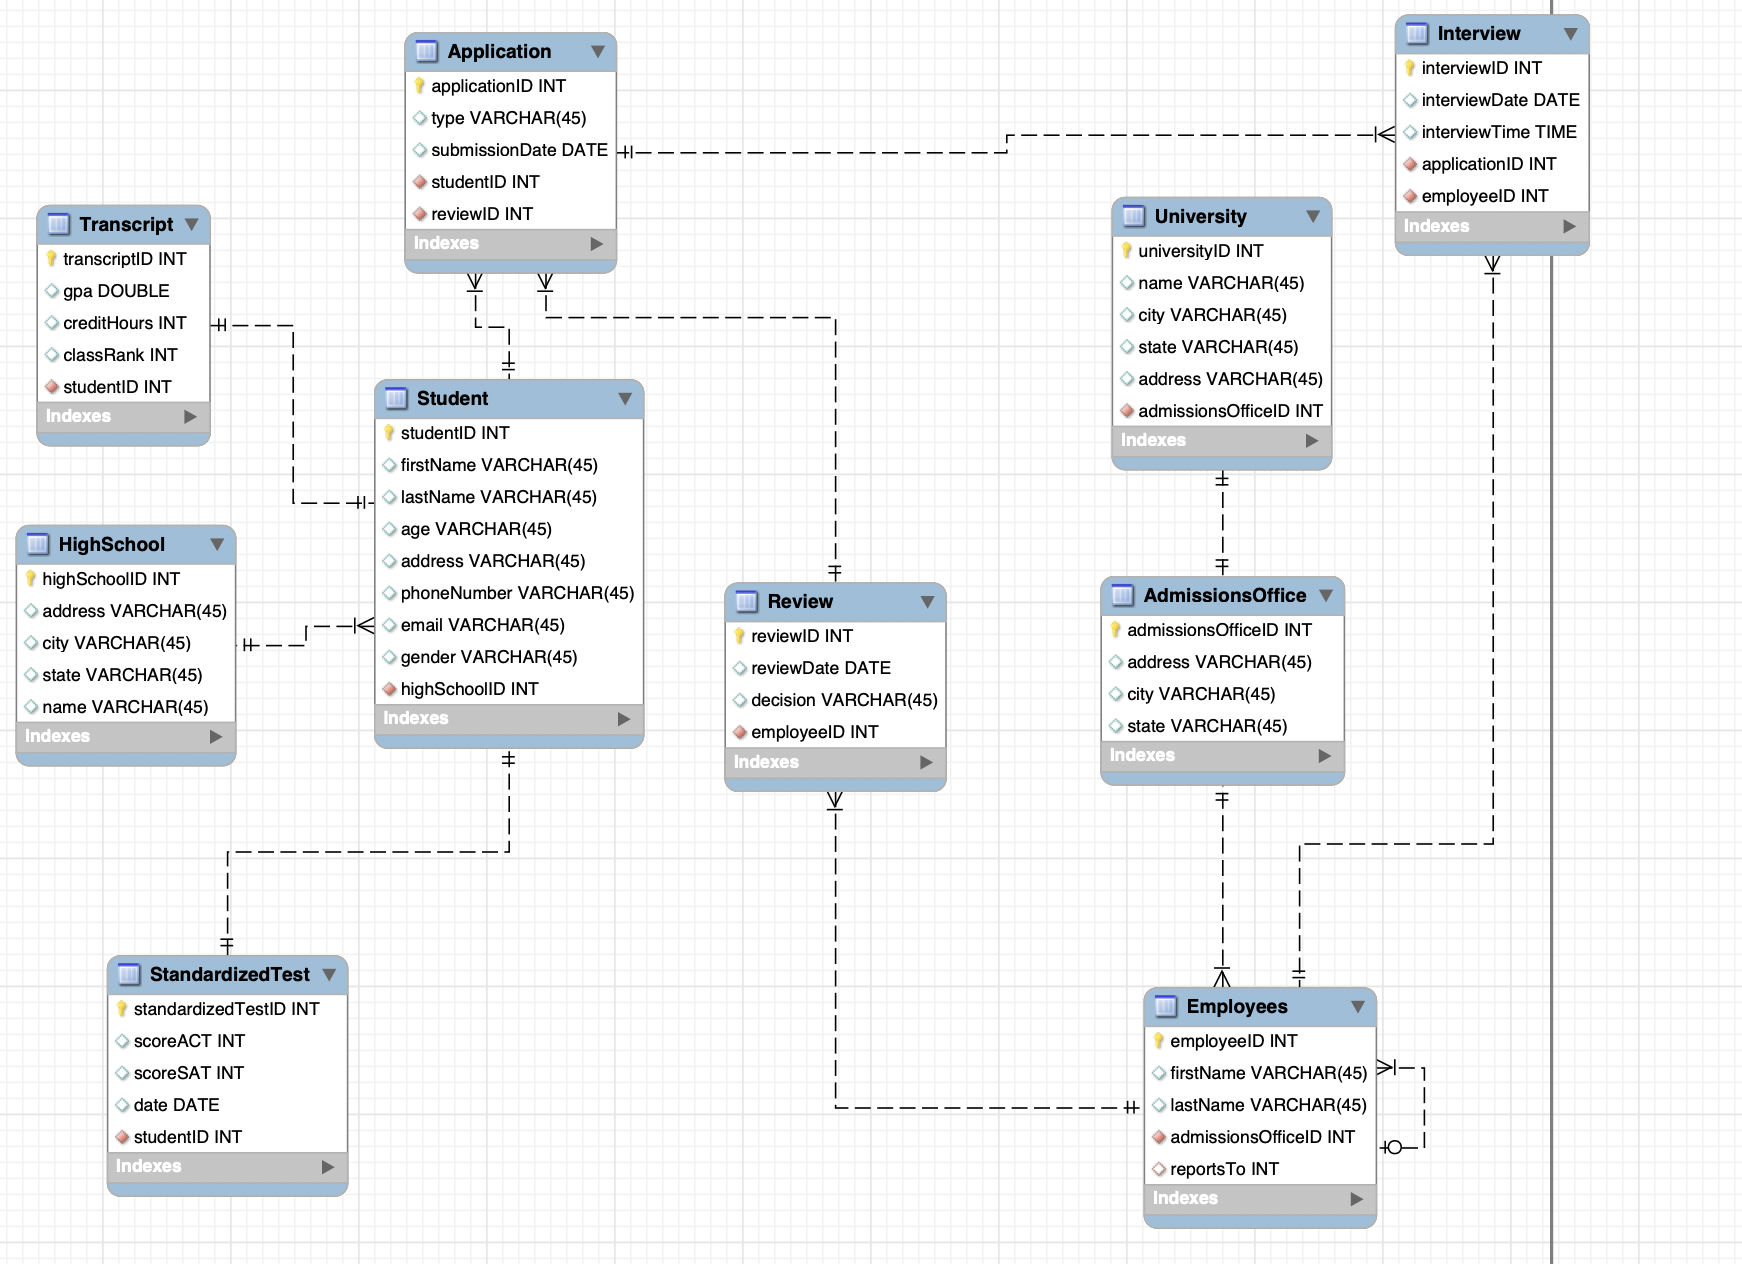 Application
applicationID INT
type VARCHAR(45)
submissionDate DATE
studentID INT
reviewID INT
Indexes
Interview
interviewID INT
interviewDate DATE
interviewTime TIME
applicationID INT
employeeID INT
Indexes
Transcript
transcriptID INT
gpa DOUBLE
creditHours INT
classRank INT
studentID INT
Indexes
University
universityID INT
name VARCHAR(45)
city VARCHAR(45)
state VARCHAR(45)
address VARCHAR(45)
admissionsOfficeID INT
Indexes
Student
studentID INT
firstName VARCHAR(45)
lastName VARCHAR(45)
age VARCHAR(45)
address VARCHAR(45)
phoneNumber VARCHAR(45)
email VARCHAR(45)
gender VARCHAR(45)
highSchoolID INT
Indexes
HighSchool
highSchoolID INT
address VARCHAR(45)
city VARCHAR(45)
state VARCHAR(45)
name VARCHAR(45)
Indexes
Review
reviewID INT
reviewDate DATE
decision VARCHAR(45)
employeeID INT
Indexes
AdmissionsOffice
admissionsOfficeID INT
address VARCHAR(45)
city VARCHAR(45)
state VARCHAR(45)
Indexes
StandardizedTest
standardizedTestID INT
scoreACT INT
scoreSAT INT
date DATE
studentID INT
Indexes
Employees
employeeID INT
firstName VARCHAR(45)
lastName VARCHAR(45)
admissionsOfficeID INT
reportsTo INT
Indexes